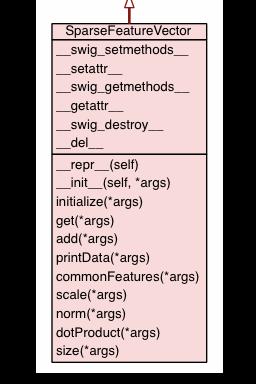 SparseFeatureVector
__swig_setmethods__
__setattr__
__swig_getmethods__
__getattr__
__swig_destroy__
__del__
__repr__(self)
__init__(self, *args)
initialize(*args)
get(*args)
add(*args)
printData(*args)
commonFeatures(*args)
scale(*args)
norm(*args)
dotProduct(*args)
size(*args)